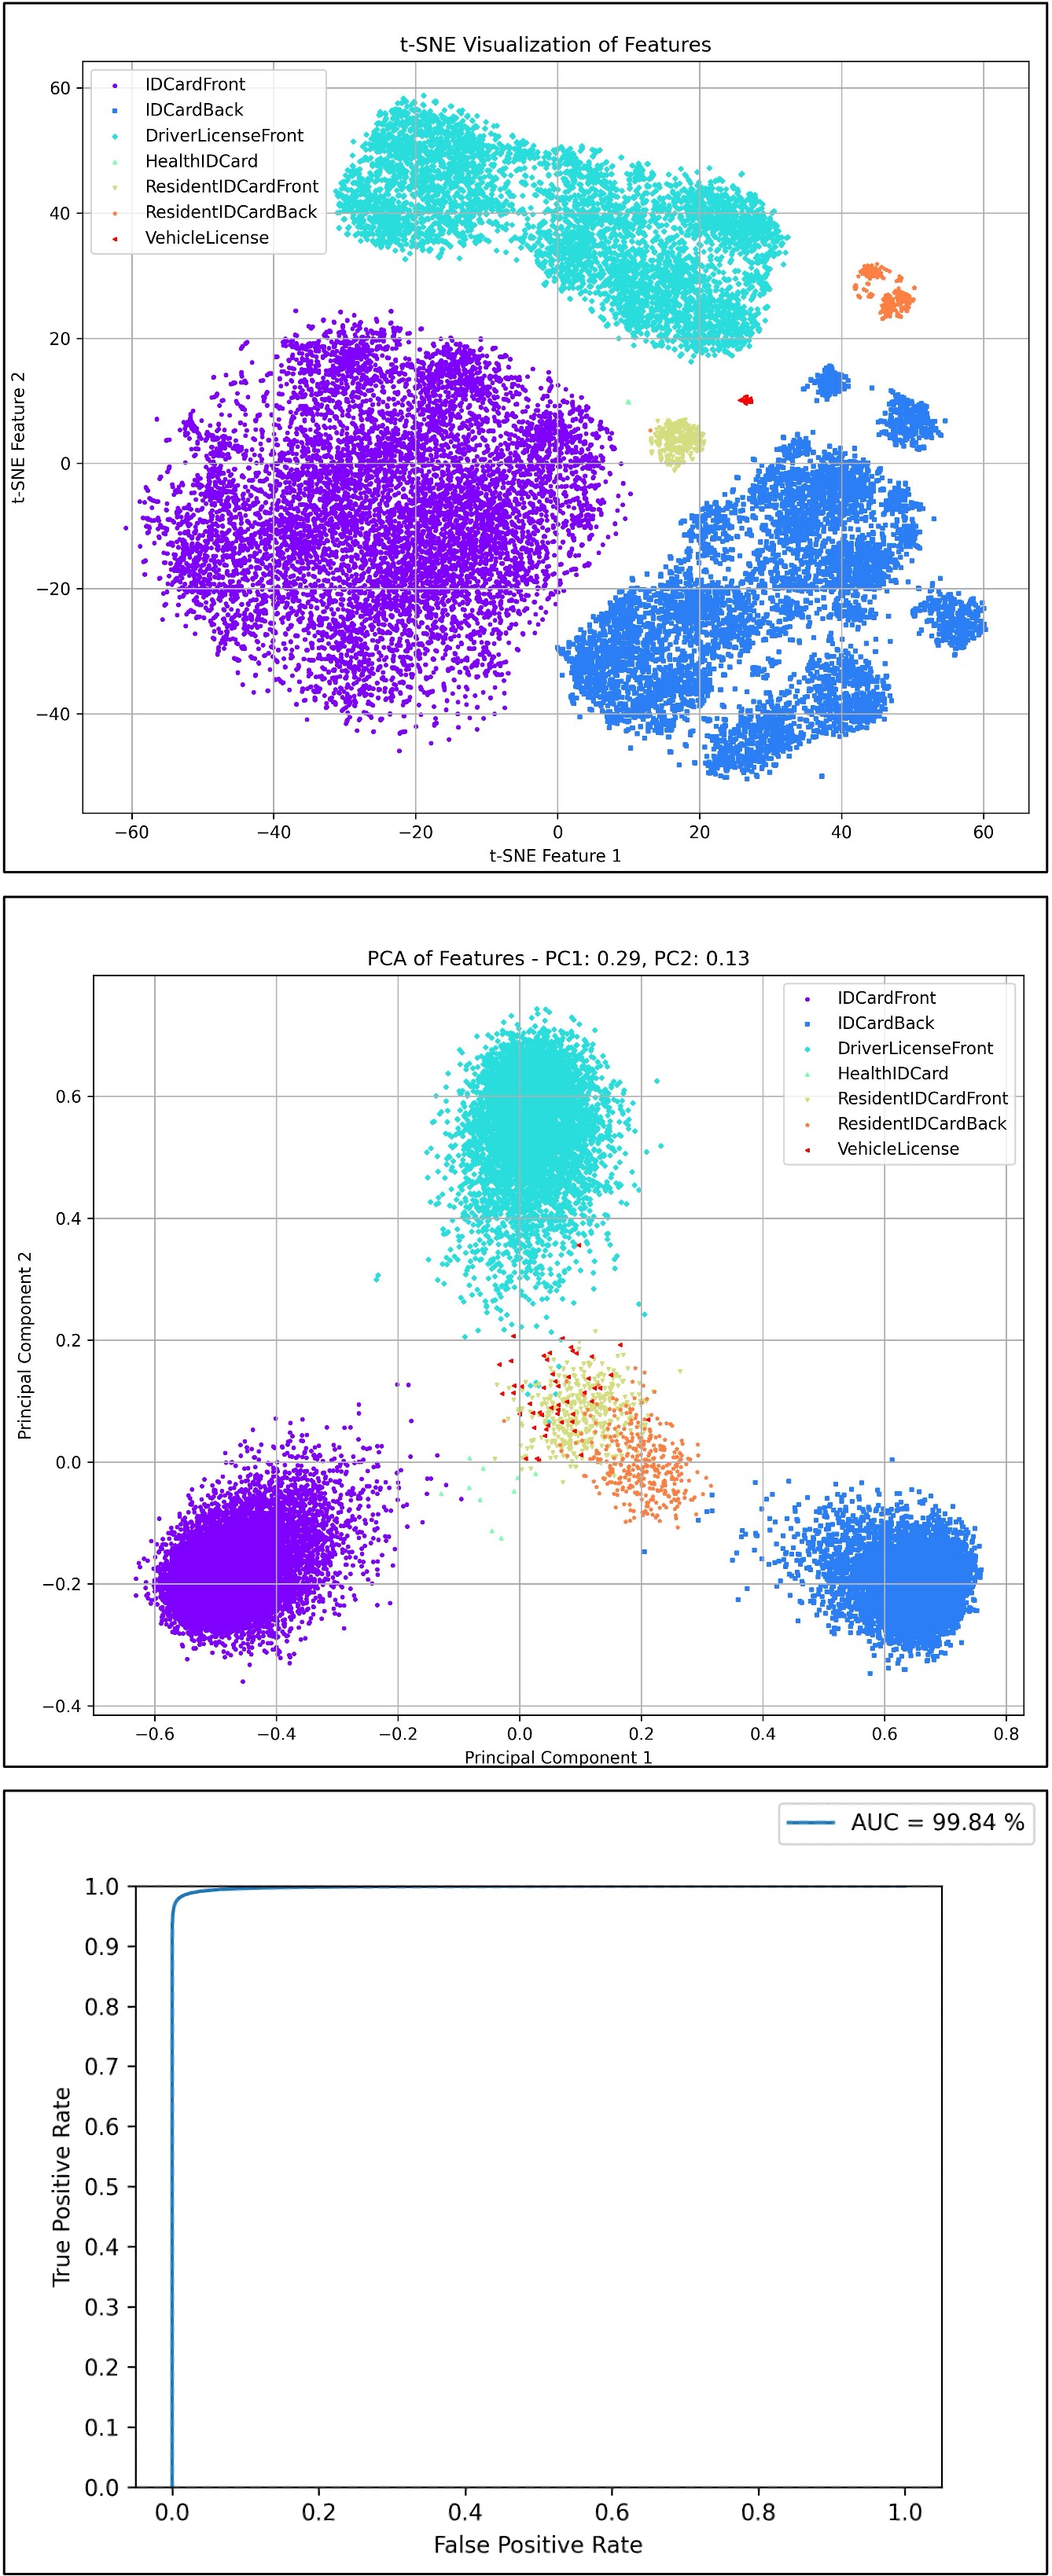 t-SNE Visualization of Features
IDCardFront
IDCardBack
DriverLicenseFront
HealthIDCard
ResidentIDCardFront
ResidentIDCardBack
VehicleLicense
60
40
20
0
−20
−40
t-SNE Feature 2
−60
−40
−20
0
20
40
60
t-SNE Feature 1
PCA of Features - PC1: 0.29, PC2: 0.13
IDCardFront
IDCardBack
DriverLicenseFront
HealthIDCard
ResidentIDCardFront
ResidentIDCardBack
VehicleLicense
0.6
0.4
0.2
0.0
−0.2
−0.4
Principal Component 2
−0.6
−0.4
−0.2
0.0
0.2
0.4
0.6
0.8
Principal Component 1
AUC = 99.84 %
1.0
0.9
0.8
0.7
0.6
0.5
0.4
0.3
0.2
0.1
0.0
True Positive Rate
0.0
0.2
0.4
0.6
0.8
1.0
False Positive Rate